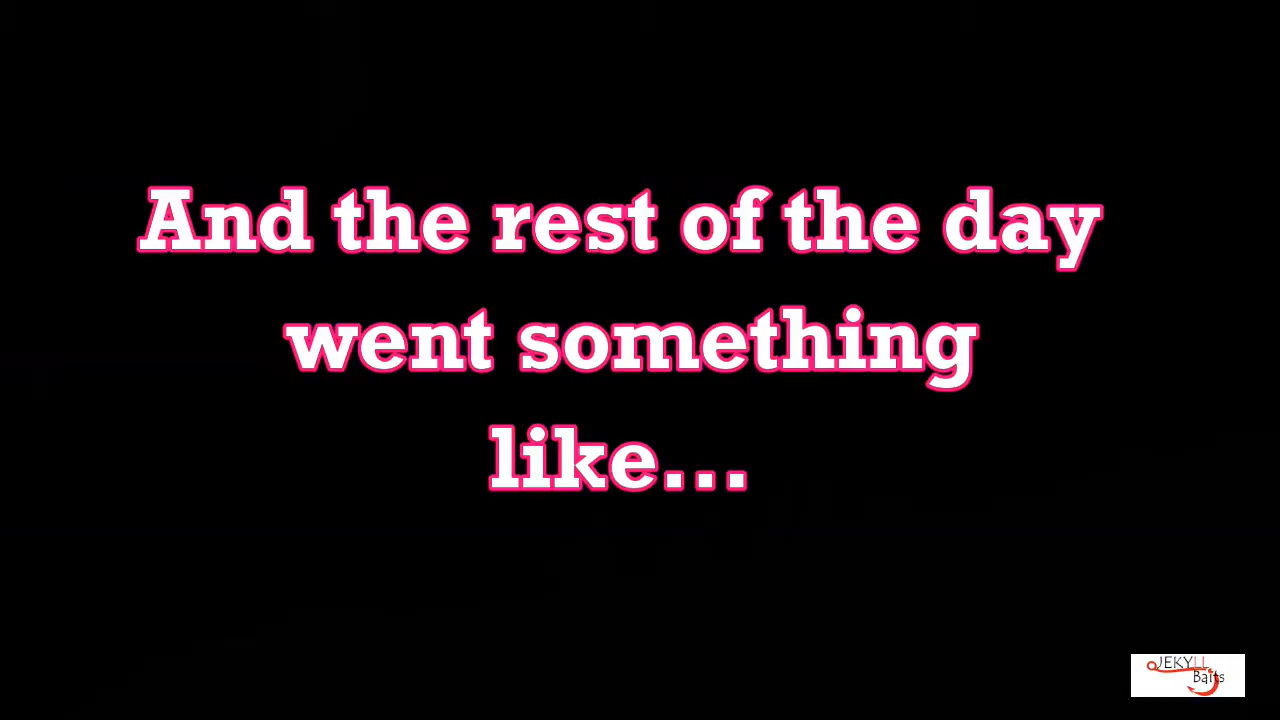 And the rest of the day
went something
like...
JEKYLL
Baits